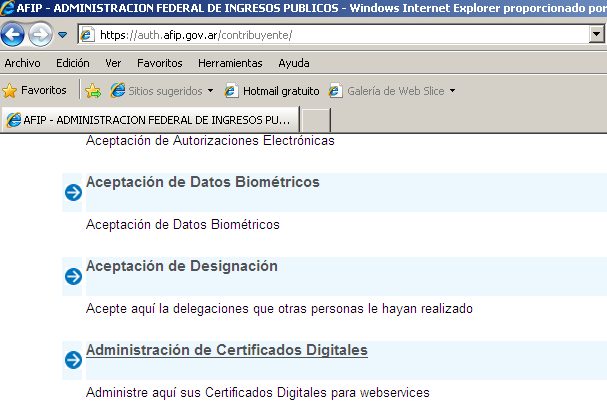 AFIP - ADMINISTRACION FEDERAL DE INGRESOS PUBLICOS - Windows Internet Explorer proporcionado por
https://auth.afip.gov.ar/contribuyente/
Archivo Edición Ver Favoritos Herramientas Ayuda
Favoritos Sitios sugeridos Hotmail gratuito Galería de Web Slice
AFIP - ADMINISTRACION FEDERAL DE INGRESOS PU...
Aceptación de Autorizaciones Electrónicas
Aceptación de Datos Biométricos
Aceptación de Datos Biométricos
Aceptación de Designación
Acepte aquí la delegaciones que otras personas le hayan realizado
Administración de Certificados Digitales
Administre aquí sus Certificados Digitales para webservices